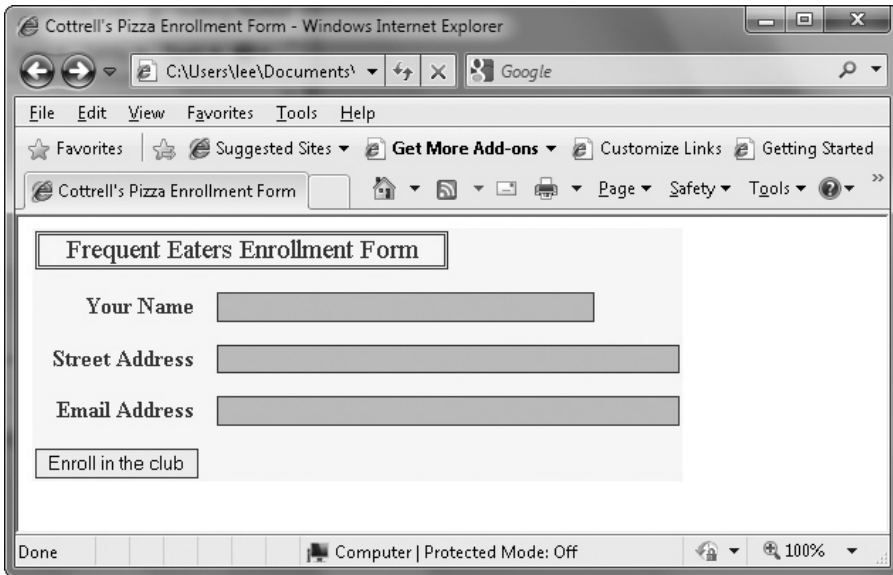 Cottrell's Pizza Enrollment Form - Windows Internet Explorer
C:\Users\lee\Documents\ Google
File Edit View Favorites Tools Help
Favorites Suggested Sites Get More Add-ons Customize Links Getting Started
Cottrell's Pizza Enrollment Form Page Safety Tools »
Frequent Eaters Enrollment Form
Your Name
Street Address
Email Address
Enroll in the club
Done Computer | Protected Mode: Off 100%